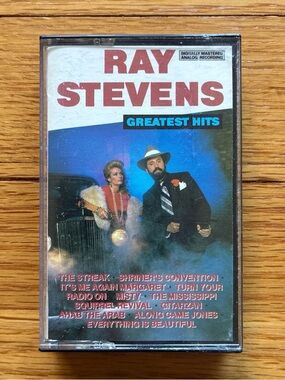 DIGITALLY MASTERED
ANALOG RECORDING
RAY
STEVENS
GREATEST HITS
THE STREAK · SHRINER'S CONVENTION
IT'S ME AGAIN MARGARET · TURN YOUR
RADIO ON · MISTY · THE MISSISSIPPI
SQUIRREL REVIVAL · GITARZAN
AHAB THE ARAB · ALONG CAME JONES
EVERYTHING IS BEAUTIFUL